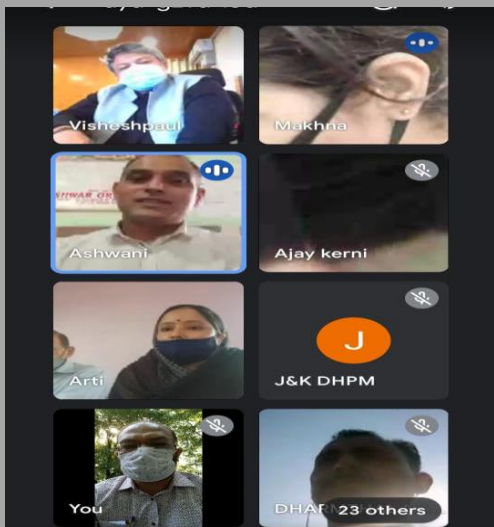 Visheshpaul
Makhna
Ashwani
Ajay kerni
Arti
J
J&K DHPM
You
23 others